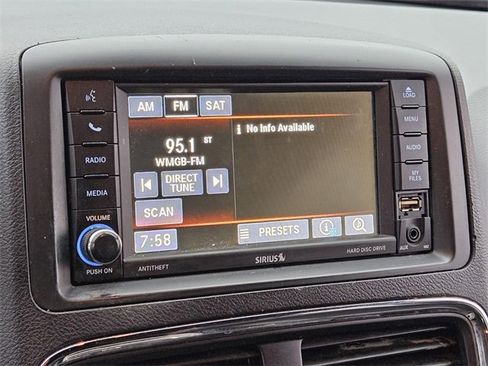 AM FM SAT
LOAD
MENU
95.1 ST
i No Info Available
WMGB-FM
RADIO
AUDIO
DIRECT
TUNE
MEDIA
MY
FILES
SCAN
VOLUME
7:58
PRESETS
PUSH ON
ANTITHEFT
SIRIUS
HARD DISC DRIVE
AUX